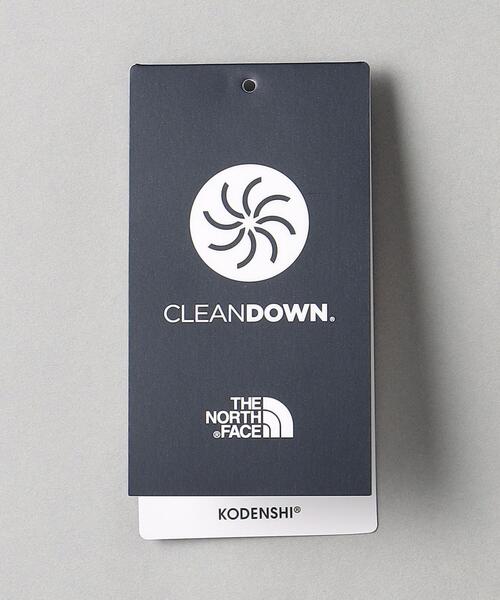 CLEANDOWN®
THE
NORTH
®FACE
KODENSHI®